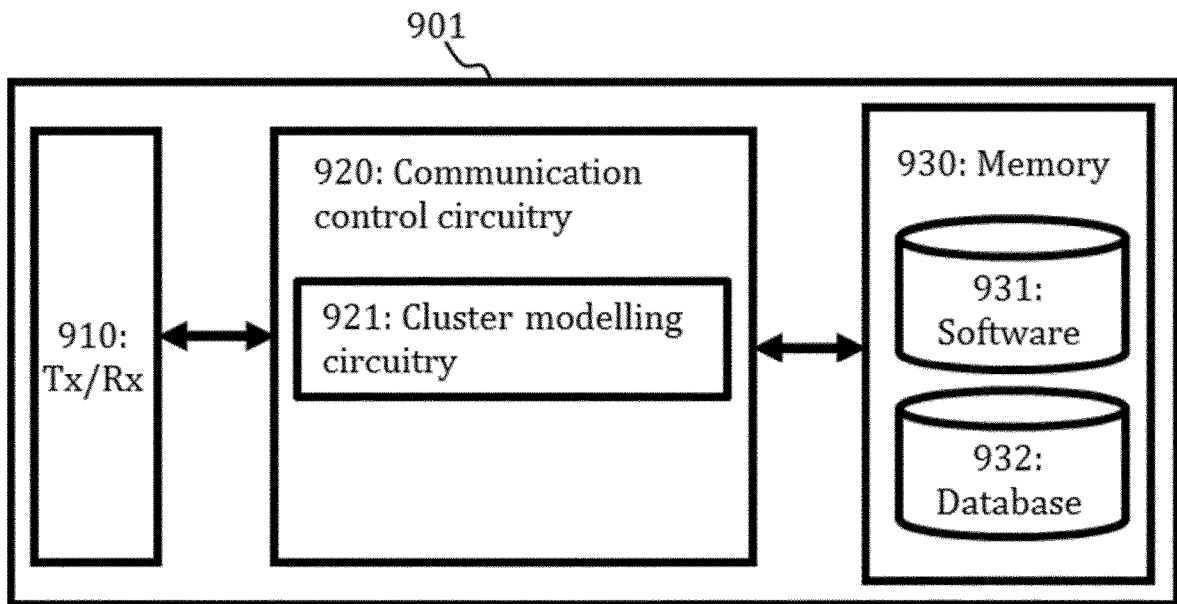 901
910:
Tx/Rx
920: Communication
control circuitry
921: Cluster modelling
circuitry
930: Memory
931:
Software
932:
Database